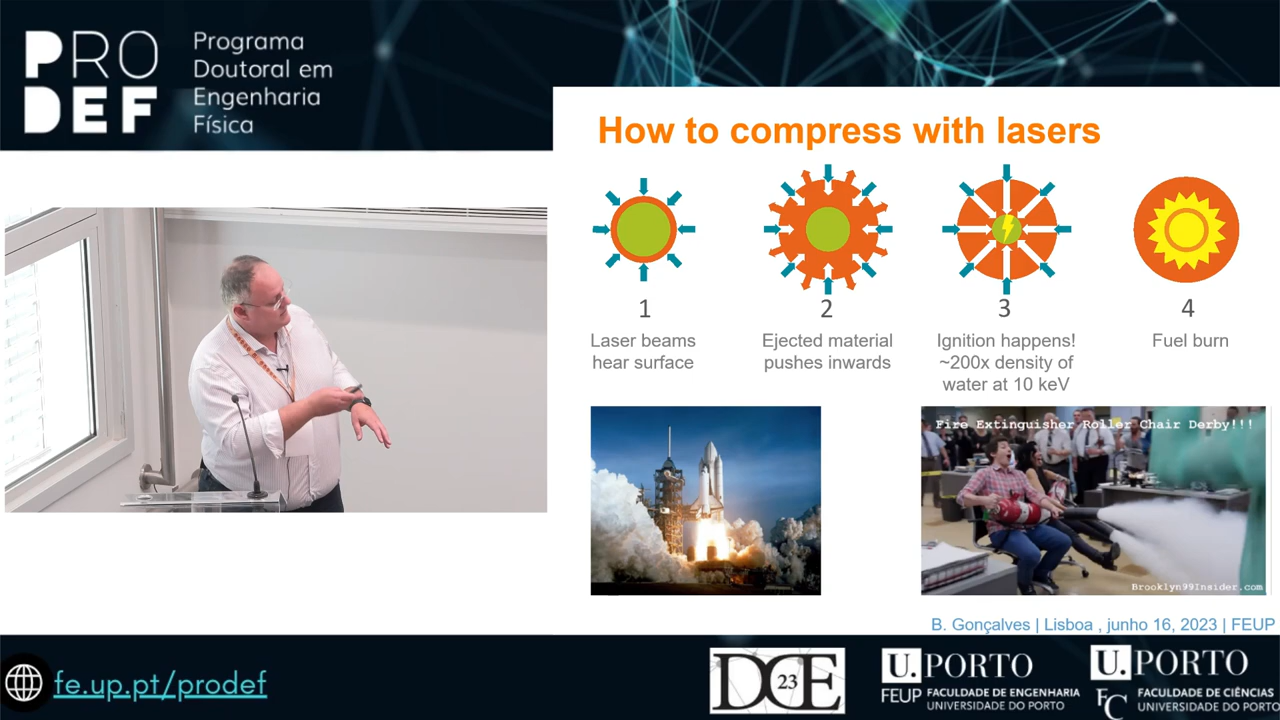 PRO
DEF
Programa
Doutoral em
Engenharia
Física
How to compress with lasers
1
Laser beams
hear surface
2
Ejected material
pushes inwards
3
Ignition happens!
~200x density of
water at 10 keV
4
Fuel burn
Fire Extinguisher Roller Chair Derby!!!
Brooklyn99Insider.com
B. Gonçalves | Lisboa , junho 16, 2023 | FEUP
fe.up.pt/prodef
DCE
23
U.PORTO
FEUP FACULDADE DE ENGENHARIA
UNIVERSIDADE DO PORTO
U.PORTO
FC FACULDADE DE CIÊNCIAS
UNIVERSIDADE DO PORTO